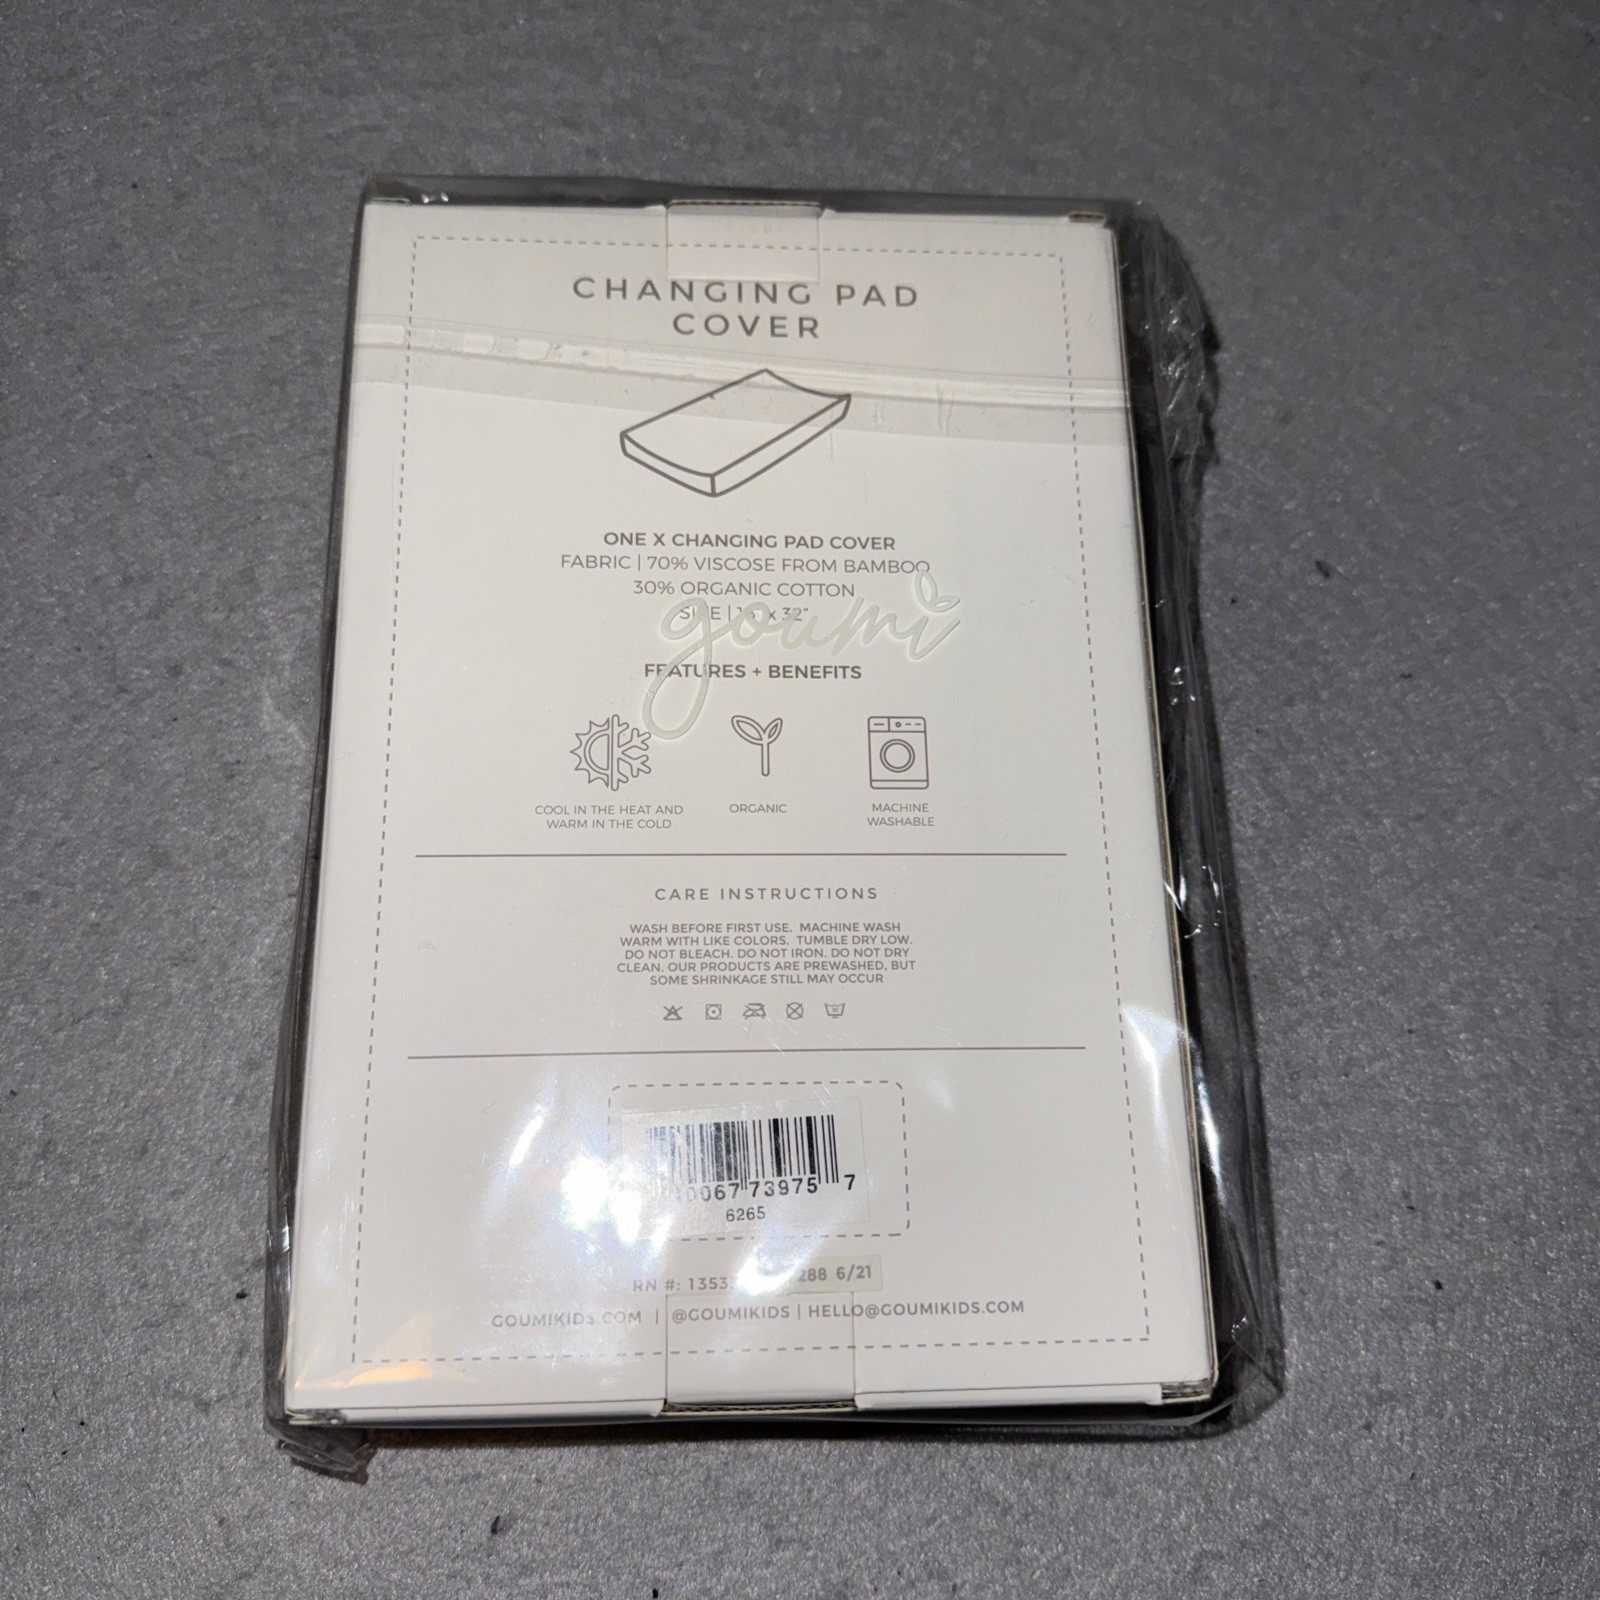 CHANGING PAD
COVER
ONE X CHANGING PAD COVER
FABRIC | 70% VISCOSE FROM BAMBOO
30% ORGANIC COTTON
SIZE | x 32"
goumi
FEATURES + BENEFITS
COOL IN THE HEAT AND
WARM IN THE COLD
ORGANIC
MACHINE
WASHABLE
CARE INSTRUCTIONS
WASH BEFORE FIRST USE. MACHINE WASH
WARM WITH LIKE COLORS. TUMBLE DRY LOW.
DO NOT BLEACH. DO NOT IRON. DO NOT DRY
CLEAN. OUR PRODUCTS ARE PREWASHED, BUT
SOME SHRINKAGE STILL MAY OCCUR
73975 7
6265
RN #: 288 6/21
GOUMIKIDS.COM | @GOUMIKIDS | HELLO@GOUMIKIDS.COM